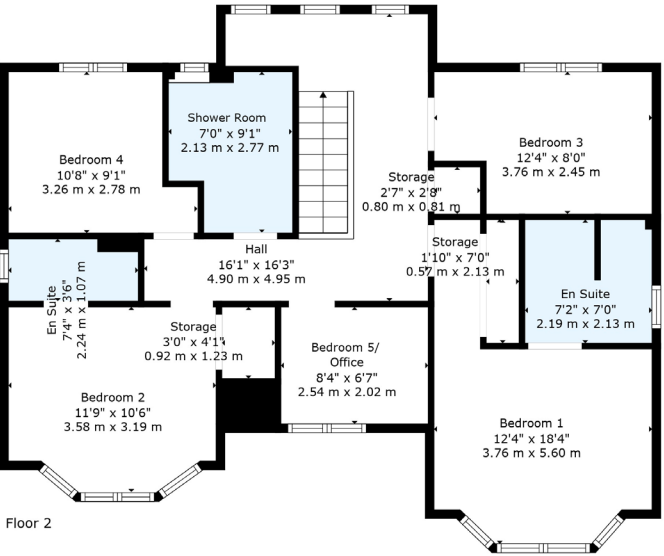 Shower Room
7'0" x 9'1"
2.13 m x 2.77 m
Bedroom 4
10'8" x 9'1"
3.26 m x 2.78 m
Bedroom 3
12'4" x 8'0"
3.76 m x 2.45 m
Storage
2'7" x 2'8"
0.80 m x 0.81 m
Hall
16'1" x 16'3"
4.90 m x 4.95 m
Storage
1'10" x 7'0"
0.57 m x 2.13 m
En Suite
7'4" x 3'6"
2.24 m x 1.07 m
En Suite
7'2" x 7'0"
2.19 m x 2.13 m
Storage
3'0" x 4'1"
0.92 m x 1.23 m
Bedroom 5/
Office
8'4" x 6'7"
2.54 m x 2.02 m
Bedroom 2
11'9" x 10'6"
3.58 m x 3.19 m
Bedroom 1
12'4" x 18'4"
3.76 m x 5.60 m
Floor 2